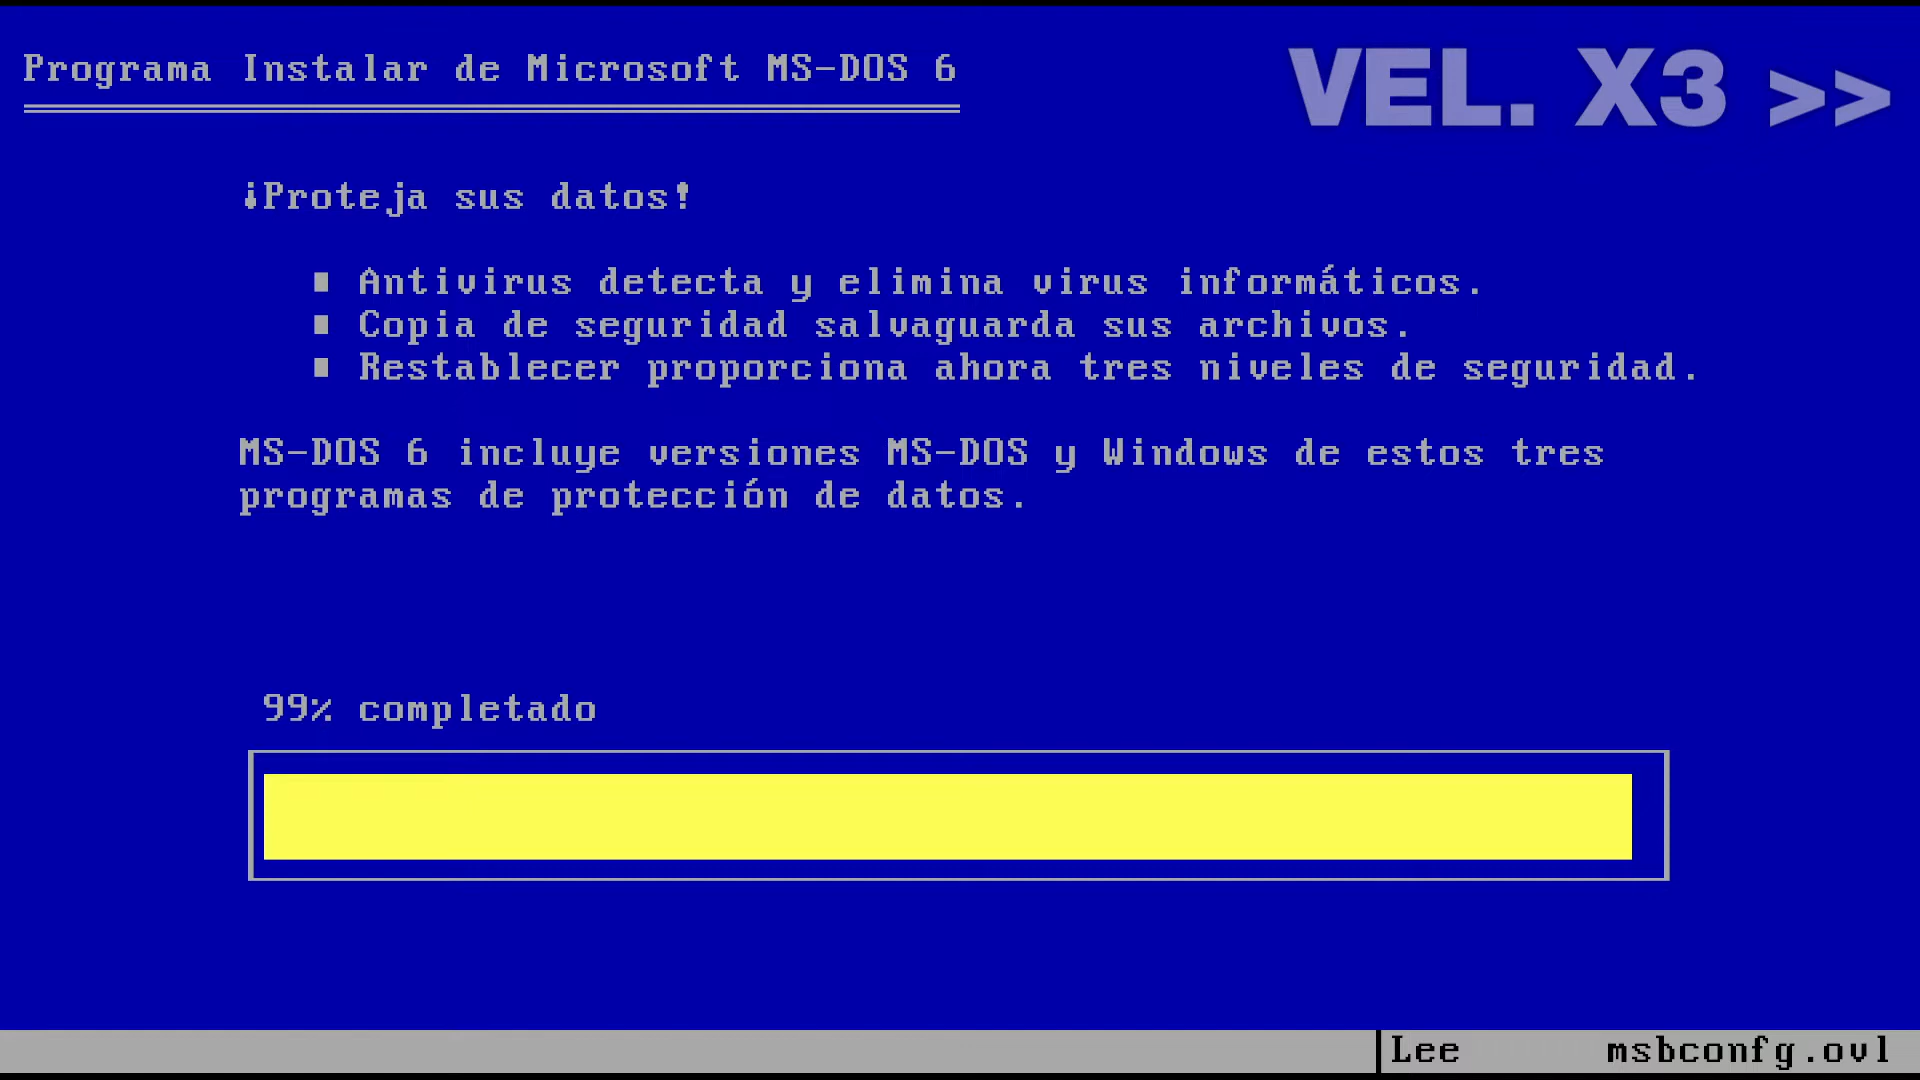 Programa Instalar de Microsoft MS-DOS 6
VEL. X3 >>
¡Proteja sus datos!
■ Antivirus detecta y elimina virus informáticos.
■ Copia de seguridad salvaguarda sus archivos.
■ Restablecer proporciona ahora tres niveles de seguridad.
MS-DOS 6 incluye versiones MS-DOS y Windows de estos tres
programas de protección de datos.
99% completado
Lee msbconfg.ovl